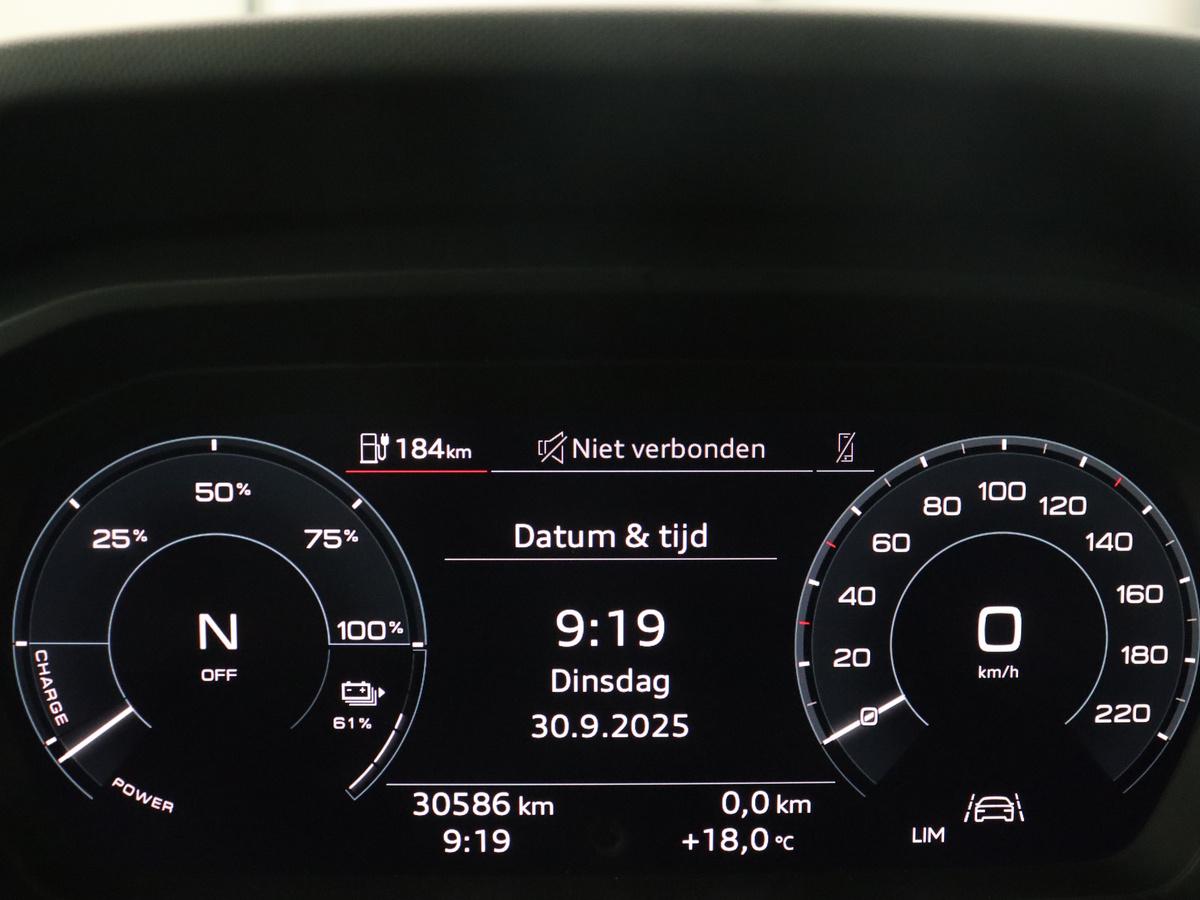 184 km
Niet verbonden
50%
25%
75%
100%
N
OFF
CHARGE
POWER
61%
Datum & tijd
9:19
Dinsdag
30.9.2025
30586 km
0,0 km
9:19
+18,0 °C
100
80
120
60
140
40
160
20
180
0
220
0
km/h
LIM